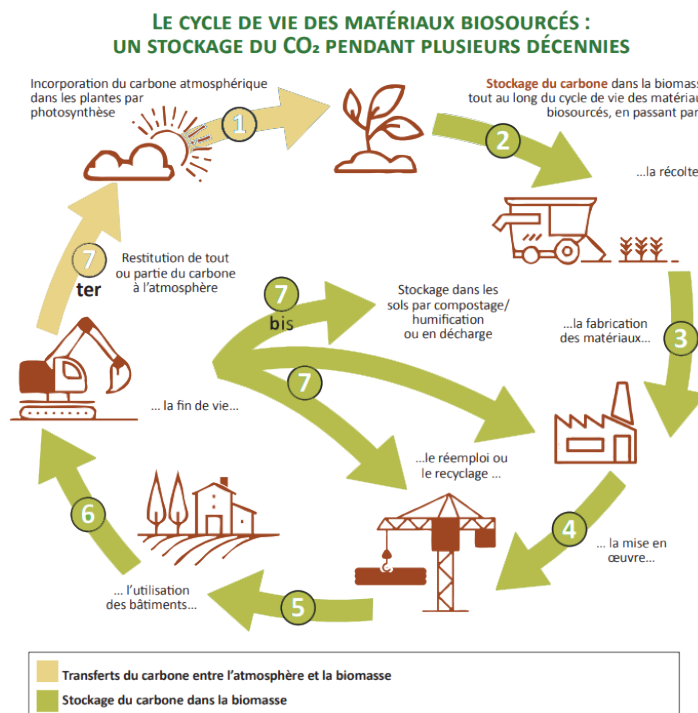 Le cycle de vie des matériaux biosourcés :
un stockage du CO₂ pendant plusieurs décennies
Incorporation du carbone atmosphérique
dans les plantes par
photosynthèse
1
Stockage du carbone dans la biomass
tout au long du cycle de vie des matériau
biosourcés, en passant par
2
...la récolte
3
...la fabrication
des matériaux...
4
... la mise en
œuvre...
5
... l'utilisation
des bâtiments...
6
... la fin de vie...
7
...le réemploi ou
le recyclage ...
7
bis
Stockage dans les
sols par compostage/
humification
ou en décharge
7
ter
Restitution de tout
ou partie du carbone
à l'atmosphère
Transferts du carbone entre l'atmosphère et la biomasse
Stockage du carbone dans la biomasse